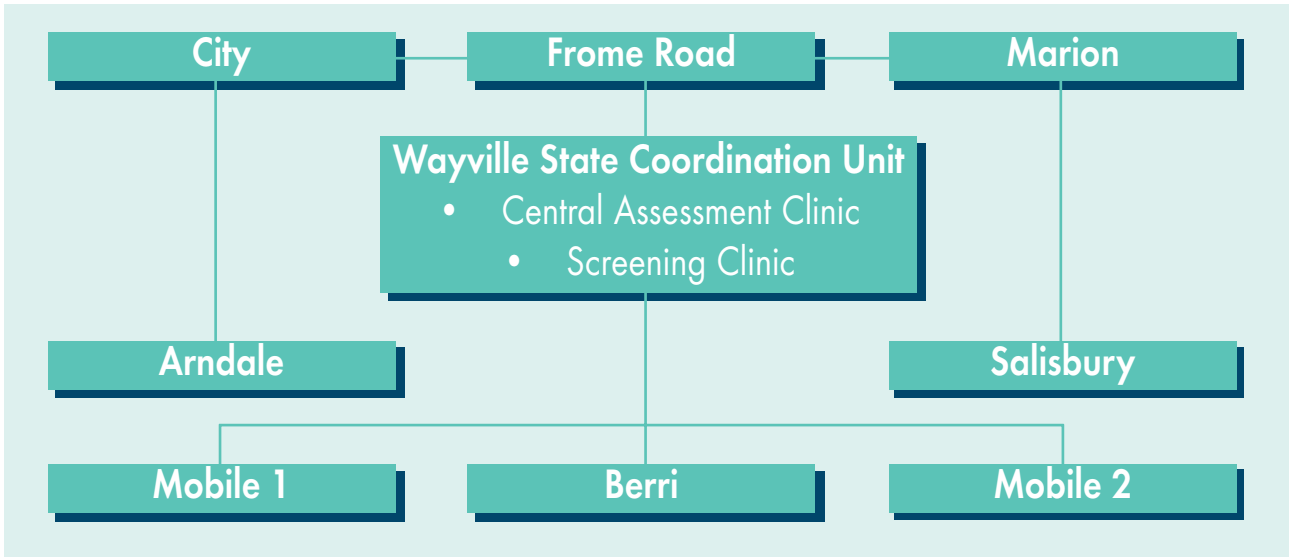 City
Frome Road
Marion
Wayville State Coordination Unit
• Central Assessment Clinic
• Screening Clinic
Arndale
Salisbury
Mobile 1
Berri
Mobile 2